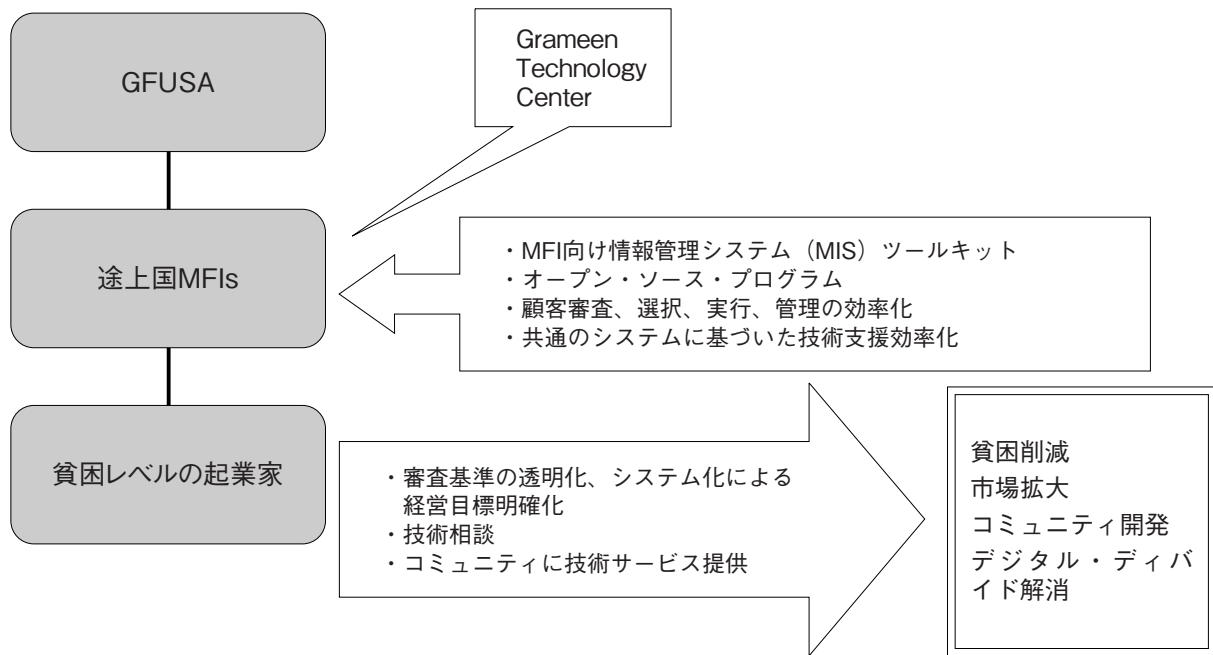 GFUSA
Grameen
Technology
Center
途上国MFIs
・MFI向け情報管理システム（MIS）ツールキット
・オープン・ソース・プログラム
・顧客審査、選択、実行、管理の効率化
・共通のシステムに基づいた技術支援効率化
貧困レベルの起業家
・審査基準の透明化、システム化による
経営目標明確化
・技術相談
・コミュニティに技術サービス提供
貧困削減
市場拡大
コミュニティ開発
デジタル・ディバ
イド解消